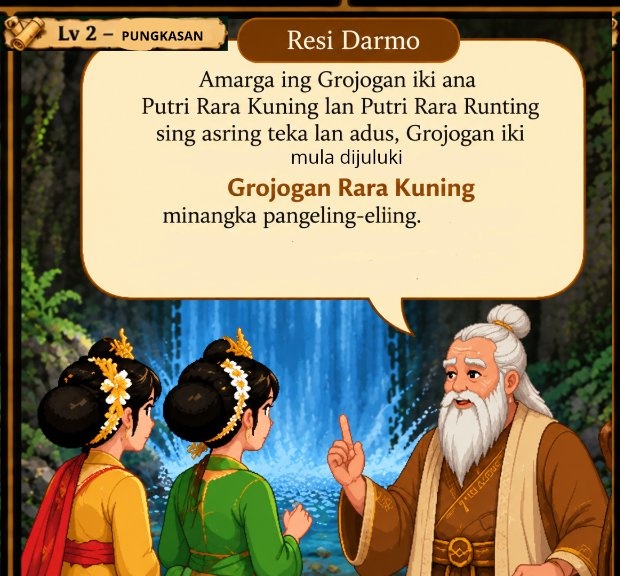 Lv 2 – PUNGKASAN
Resi Darmo
Amarga ing Grojogan iki ana
Putri Rara Kuning lan Putri Rara Runting
sing asring teka lan adus, Grojogan iki
mula dijuluki
Grojogan Rara Kuning
minangka pangeling-eliing.